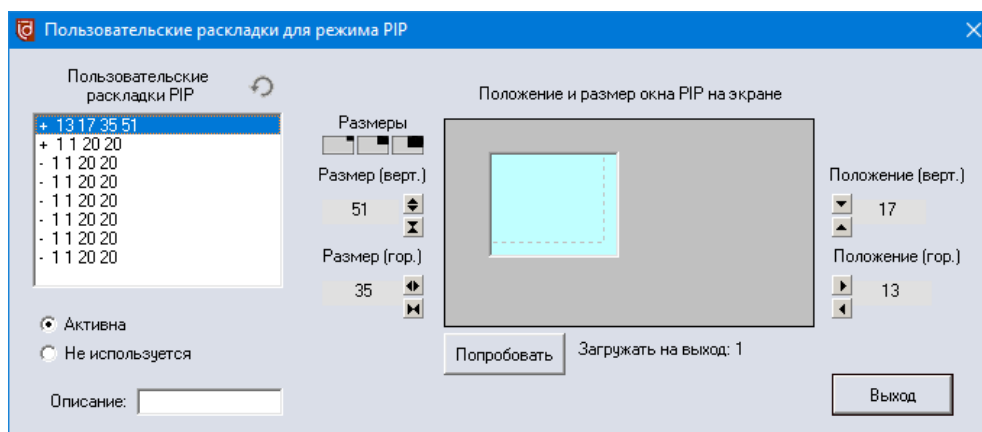 Пользовательские раскладки для режима PIP
Пользовательские
раскладки PIP
+ 13 17 35 51
+ 1 1 20 20
- 1 1 20 20
- 1 1 20 20
- 1 1 20 20
- 1 1 20 20
- 1 1 20 20
- 1 1 20 20
Активна
Не используется
Описание:
Положение и размер окна PIP на экране
Размеры
Размер (верт.)
51
Размер (гор.)
35
Положение (верт.)
17
Положение (гор.)
13
Попробовать
Загружать на выход: 1
Выход